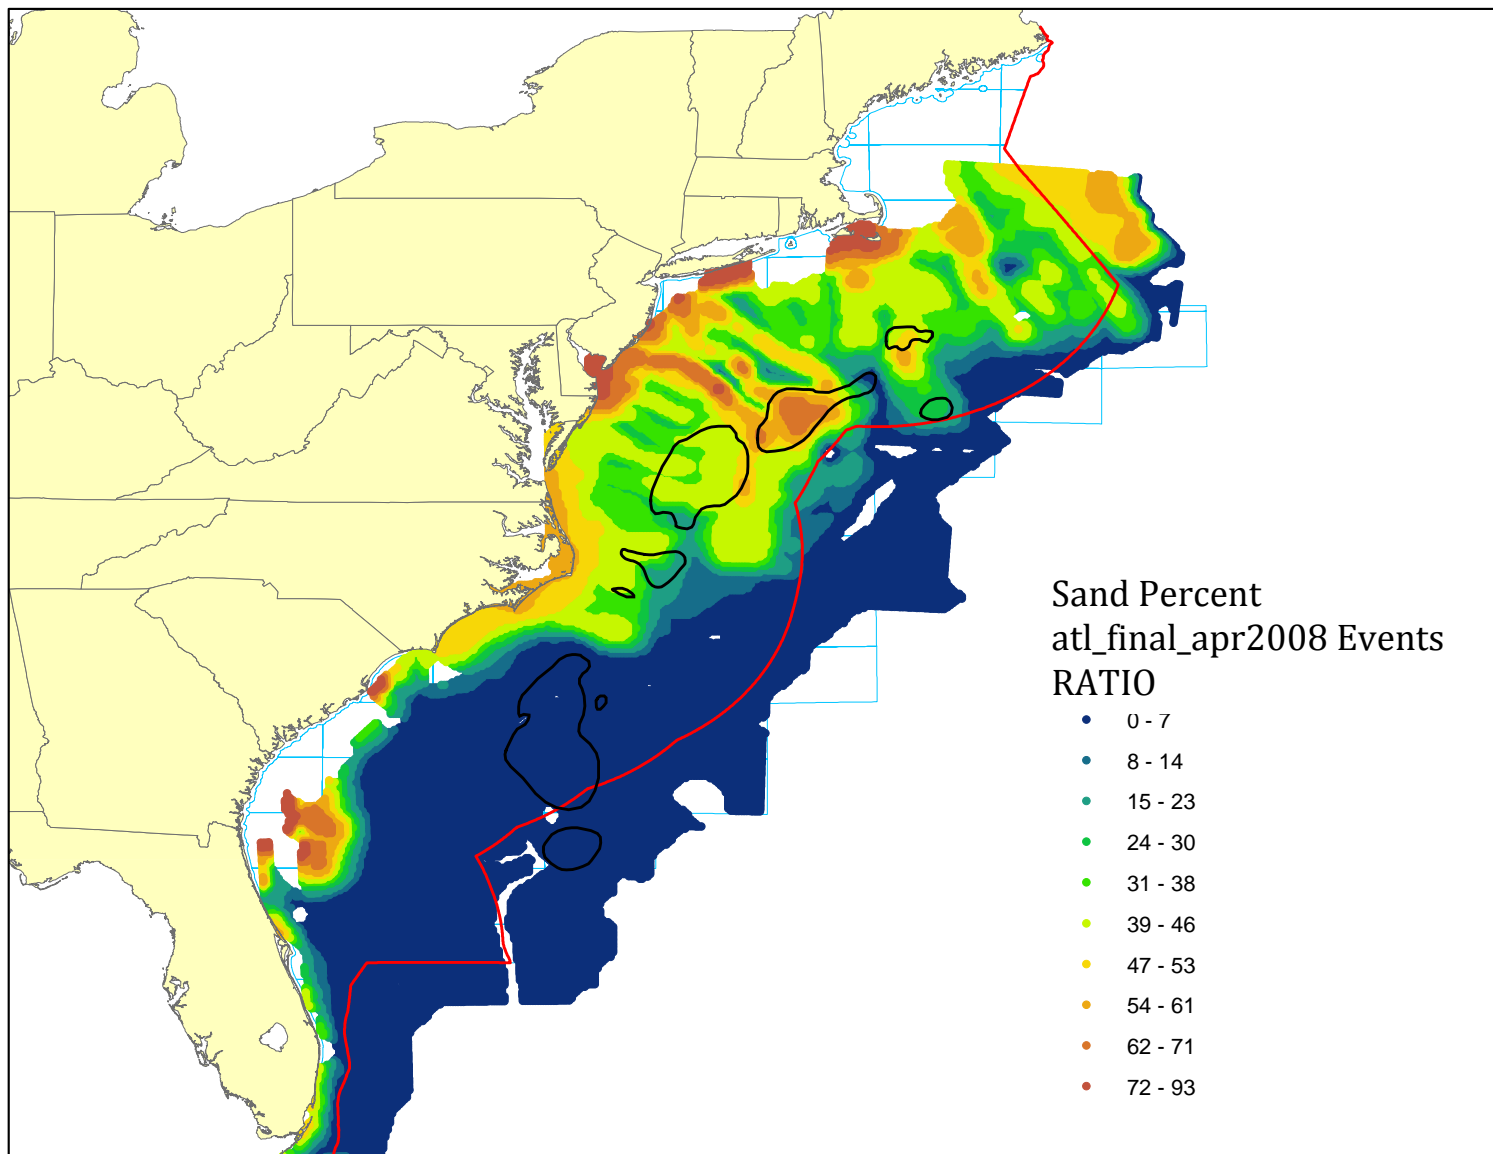 Sand Percent
atl_final_apr2008 Events
RATIO
0 - 7
8 - 14
15 - 23
24 - 30
31 - 38
39 - 46
47 - 53
54 - 61
62 - 71
72 - 93